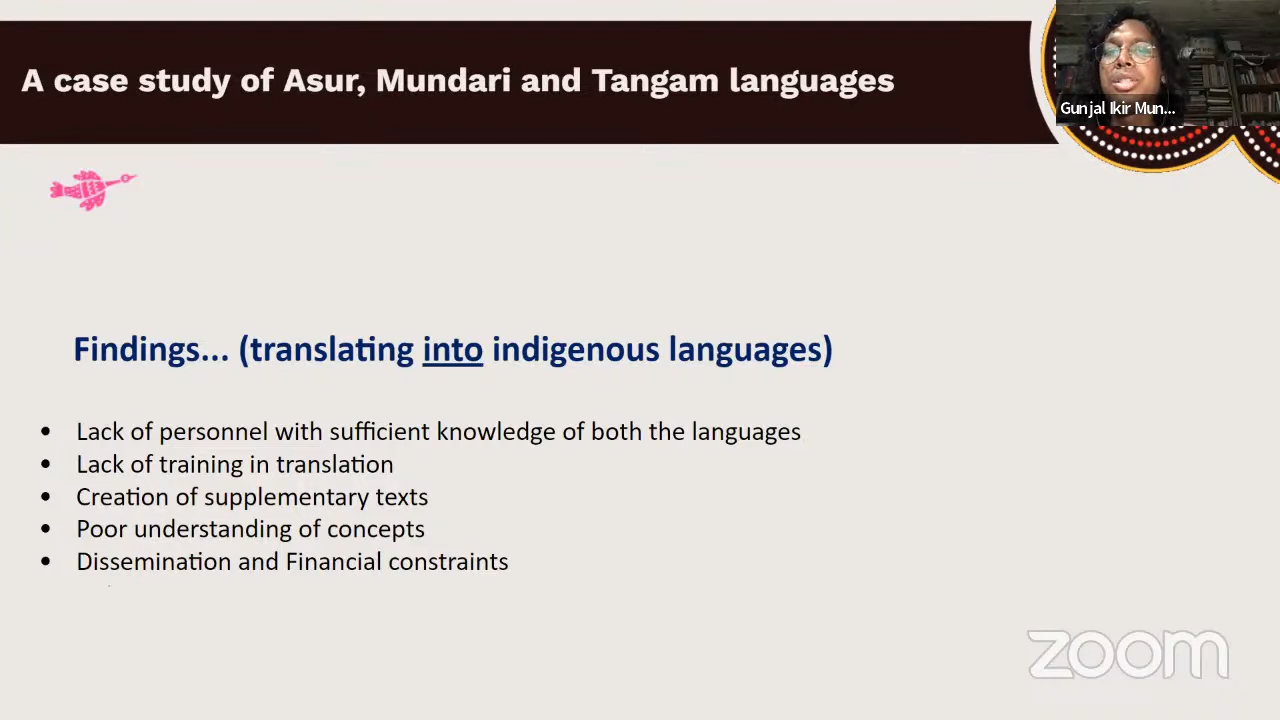 A case study of Asur, Mundari and Tangam languages
Gunjal Ikir Mun...
Findings... (translating into indigenous languages)
• Lack of personnel with sufficient knowledge of both the languages
• Lack of training in translation
• Creation of supplementary texts
• Poor understanding of concepts
• Dissemination and Financial constraints
zoom